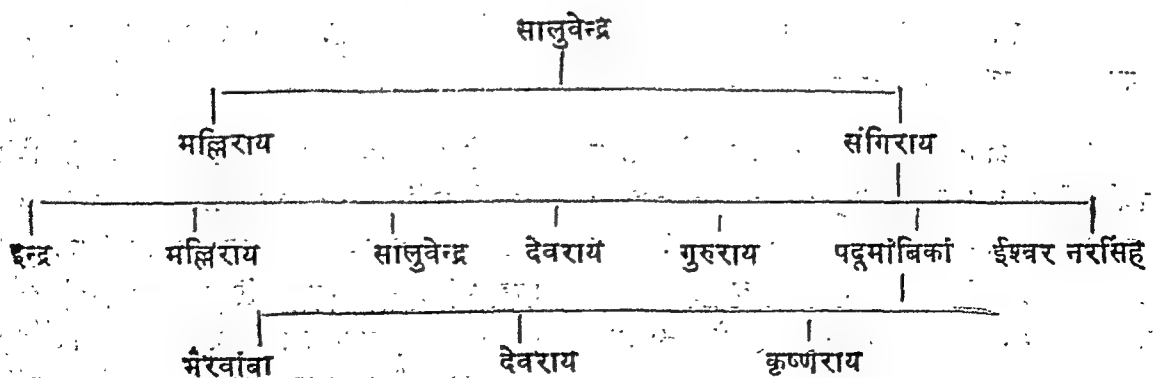 सालुवेन्द्र
मल्लिराय संगिराय
इन्द्र मल्लिराय सालुवेन्द्र देवराय गुरुराय पद्मांबिका ईश्वर नरसिंह
भैरवांबा देवराय कृष्णराय